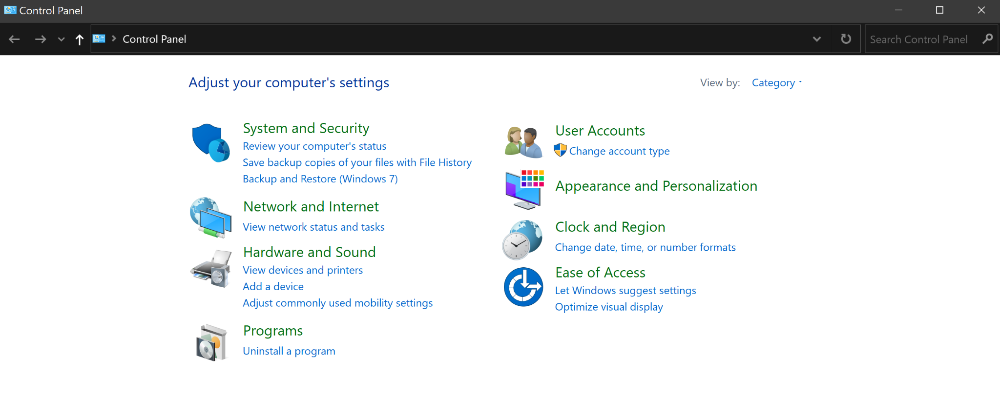 Control Panel
Control Panel
Search Control Panel
Adjust your computer's settings
View by: Category
System and Security
Review your computer's status
Save backup copies of your files with File History
Backup and Restore (Windows 7)
Network and Internet
View network status and tasks
Hardware and Sound
View devices and printers
Add a device
Adjust commonly used mobility settings
Programs
Uninstall a program
User Accounts
Change account type
Appearance and Personalization
Clock and Region
Change date, time, or number formats
Ease of Access
Let Windows suggest settings
Optimize visual display